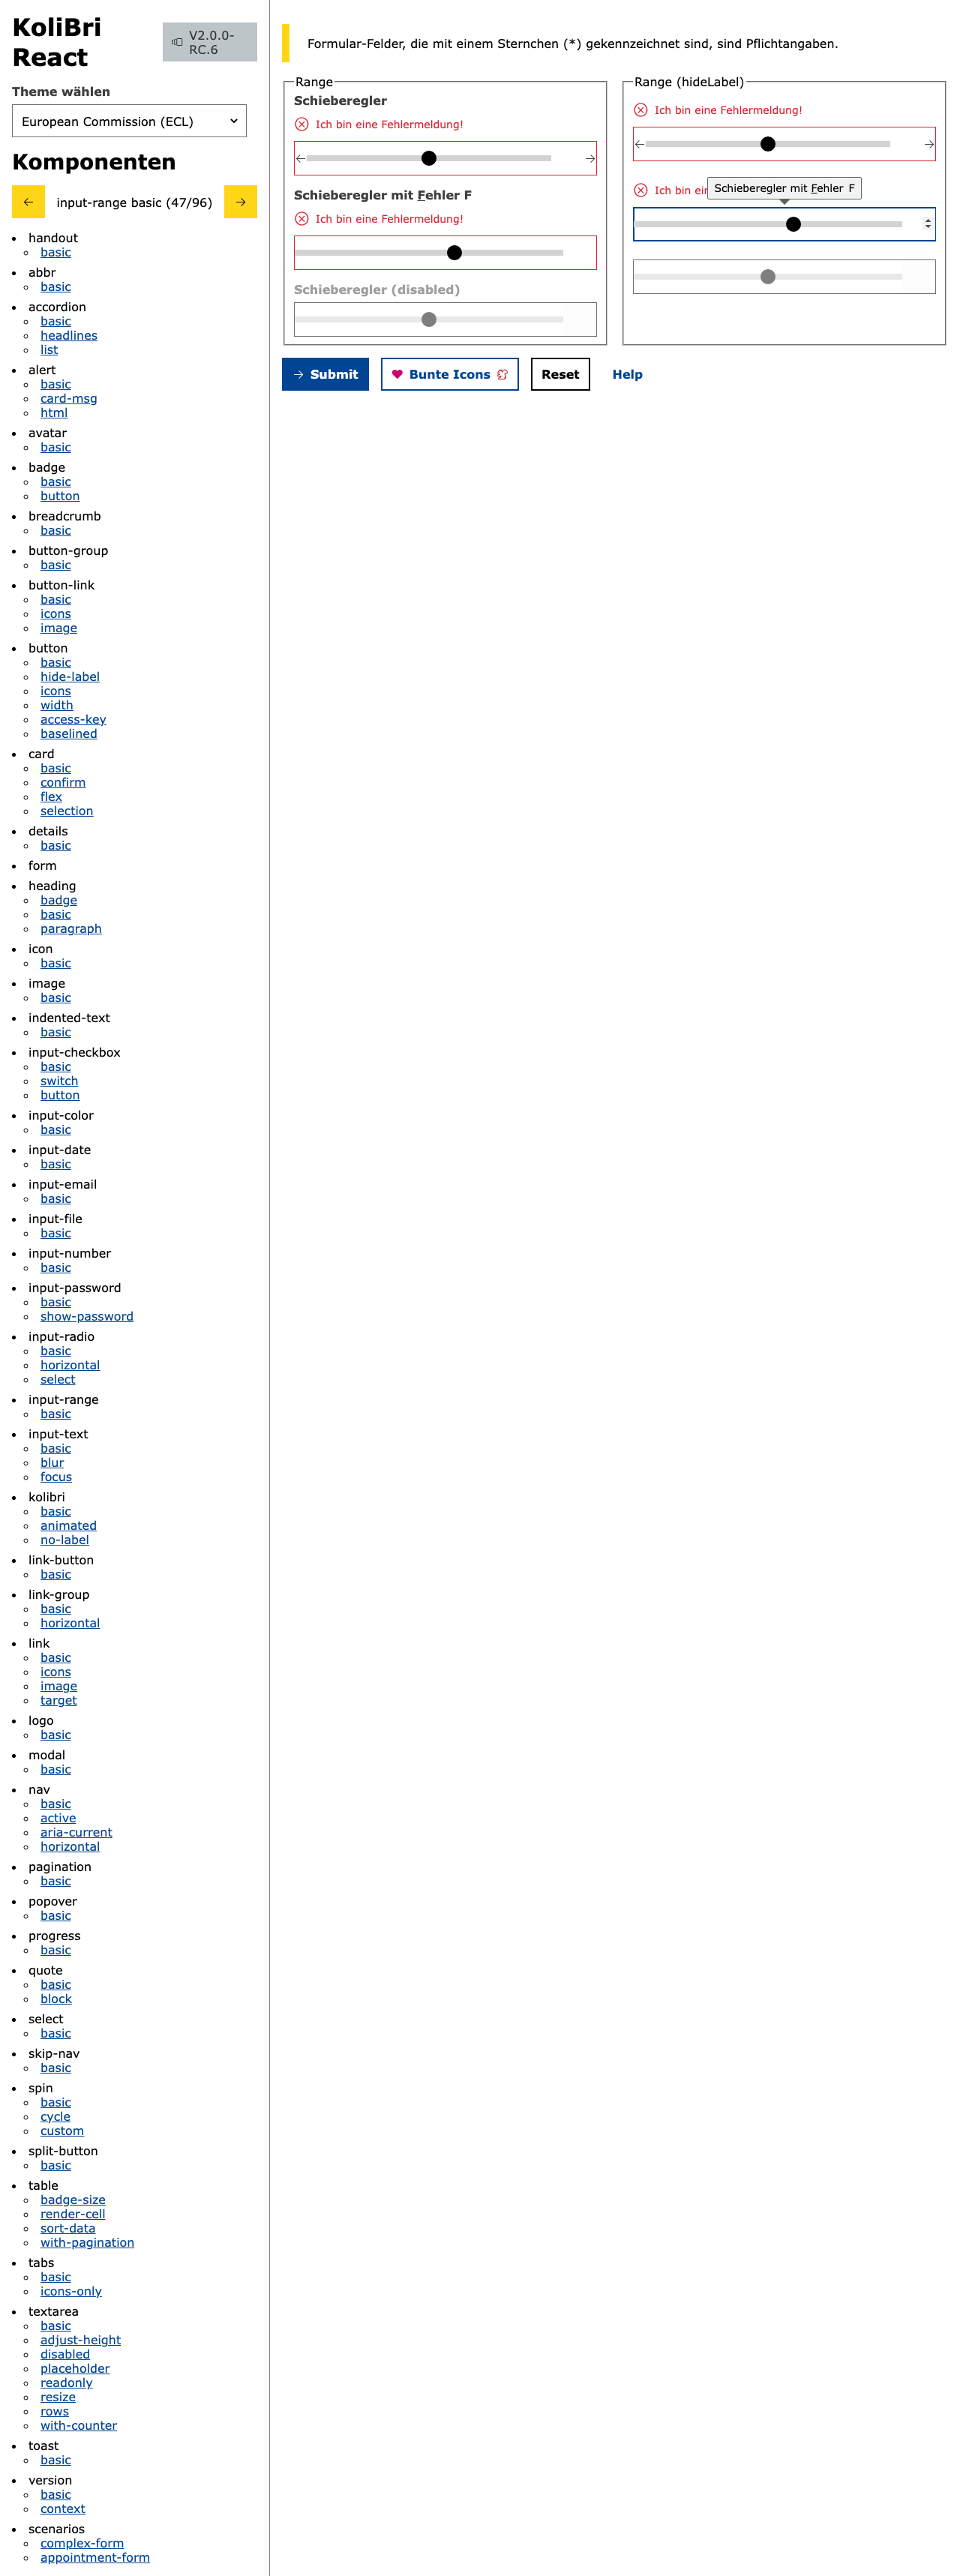 KoliBri
React
V2.0.0-
RC.6
Theme wählen
European Commission (ECL)
Komponenten
input-range basic (47/96)
handout
basic
abbr
basic
accordion
basic
headlines
list
alert
basic
card-msg
html
avatar
basic
badge
basic
button
breadcrumb
basic
button-group
basic
button-link
basic
icons
image
button
basic
hide-label
icons
width
access-key
baselined
card
basic
confirm
flex
selection
details
basic
form
heading
badge
basic
paragraph
icon
basic
image
basic
indented-text
basic
input-checkbox
basic
switch
button
input-color
basic
input-date
basic
input-email
basic
input-file
basic
input-number
basic
input-password
basic
show-password
input-radio
basic
horizontal
select
input-range
basic
input-text
basic
blur
focus
kolibri
basic
animated
no-label
link-button
basic
link-group
basic
horizontal
link
basic
icons
image
target
logo
basic
modal
basic
nav
basic
active
aria-current
horizontal
pagination
basic
popover
basic
progress
basic
quote
basic
block
select
basic
skip-nav
basic
spin
basic
cycle
custom
split-button
basic
table
badge-size
render-cell
sort-data
with-pagination
tabs
basic
icons-only
textarea
basic
adjust-height
disabled
placeholder
readonly
resize
rows
with-counter
toast
basic
version
basic
context
scenarios
complex-form
appointment-form
Formular-Felder, die mit einem Sternchen (*) gekennzeichnet sind, sind Pflichtangaben.
Range
Schieberegler
Ich bin eine Fehlermeldung!
Schieberegler mit Fehler F
Ich bin eine Fehlermeldung!
Schieberegler (disabled)
Range (hideLabel)
Ich bin eine Fehlermeldung!
Ich bin
Schieberegler mit Fehler F
Submit
Bunte Icons
Reset
Help